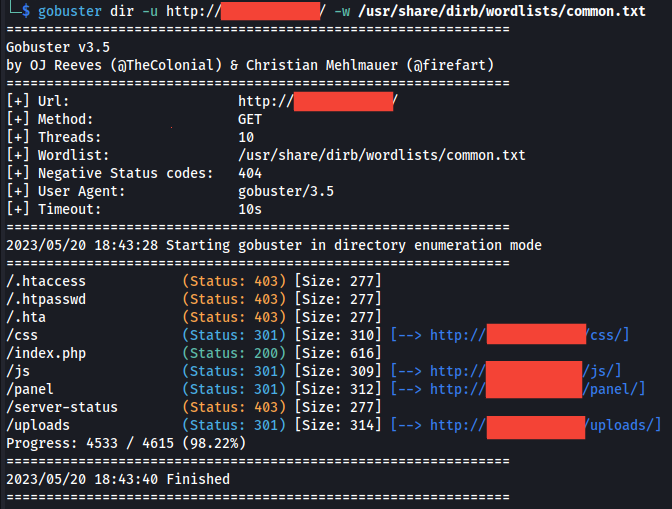 └─$ gobuster dir -u http:// / -w /usr/share/dirb/wordlists/common.txt
===============================================================
Gobuster v3.5
by OJ Reeves (@TheColonial) & Christian Mehlmauer (@firefart)
===============================================================
[+] Url:                     http:// /
[+] Method:                  GET
[+] Threads:                 10
[+] Wordlist:                /usr/share/dirb/wordlists/common.txt
[+] Negative Status codes:   404
[+] User Agent:              gobuster/3.5
[+] Timeout:                 10s
===============================================================
2023/05/20 18:43:28 Starting gobuster in directory enumeration mode
===============================================================
/.htaccess            (Status: 403) [Size: 277]
/.htpasswd            (Status: 403) [Size: 277]
/.hta                 (Status: 403) [Size: 277]
/css                  (Status: 301) [Size: 310] [--> http:// /css/]
/index.php            (Status: 200) [Size: 616]
/js                   (Status: 301) [Size: 309] [--> http:// /js/]
/panel                (Status: 301) [Size: 312] [--> http:// /panel/]
/server-status        (Status: 403) [Size: 277]
/uploads              (Status: 301) [Size: 314] [--> http:// /uploads/]
Progress: 4533 / 4615 (98.22%)
===============================================================
2023/05/20 18:43:40 Finished
===============================================================